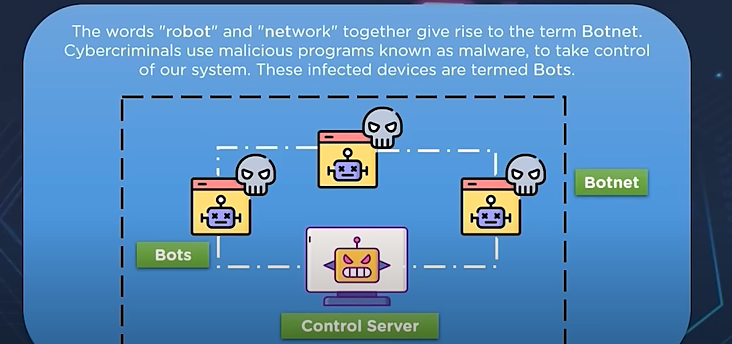 The words "robot" and "network" together give rise to the term Botnet.
Cybercriminals use malicious programs known as malware, to take control
of our system. These infected devices are termed Bots.
Botnet
Bots
Control Server